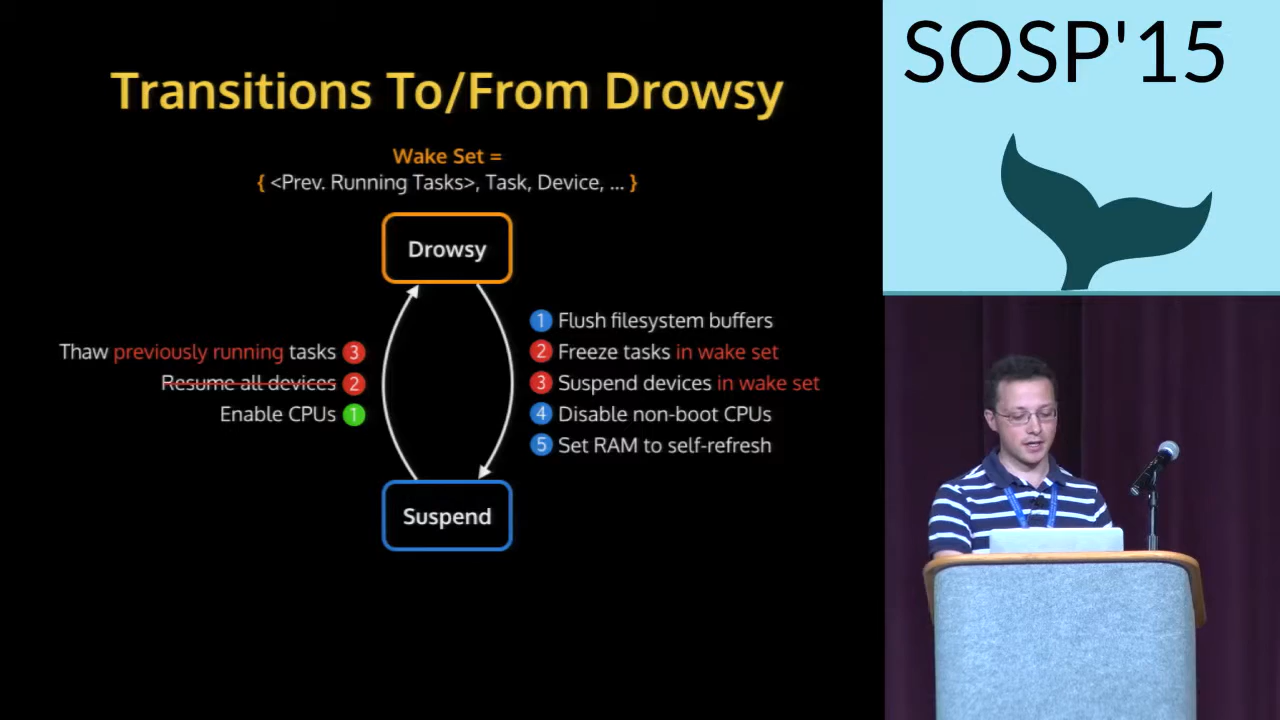 Transitions To/From Drowsy
Wake Set =
{ <Prev. Running Tasks>, Task, Device, ... }
Drowsy
Thaw previously running tasks 3
Resume all devices 2
Enable CPUs 1
1 Flush filesystem buffers
2 Freeze tasks in wake set
3 Suspend devices in wake set
4 Disable non-boot CPUs
5 Set RAM to self-refresh
Suspend
SOSP'15